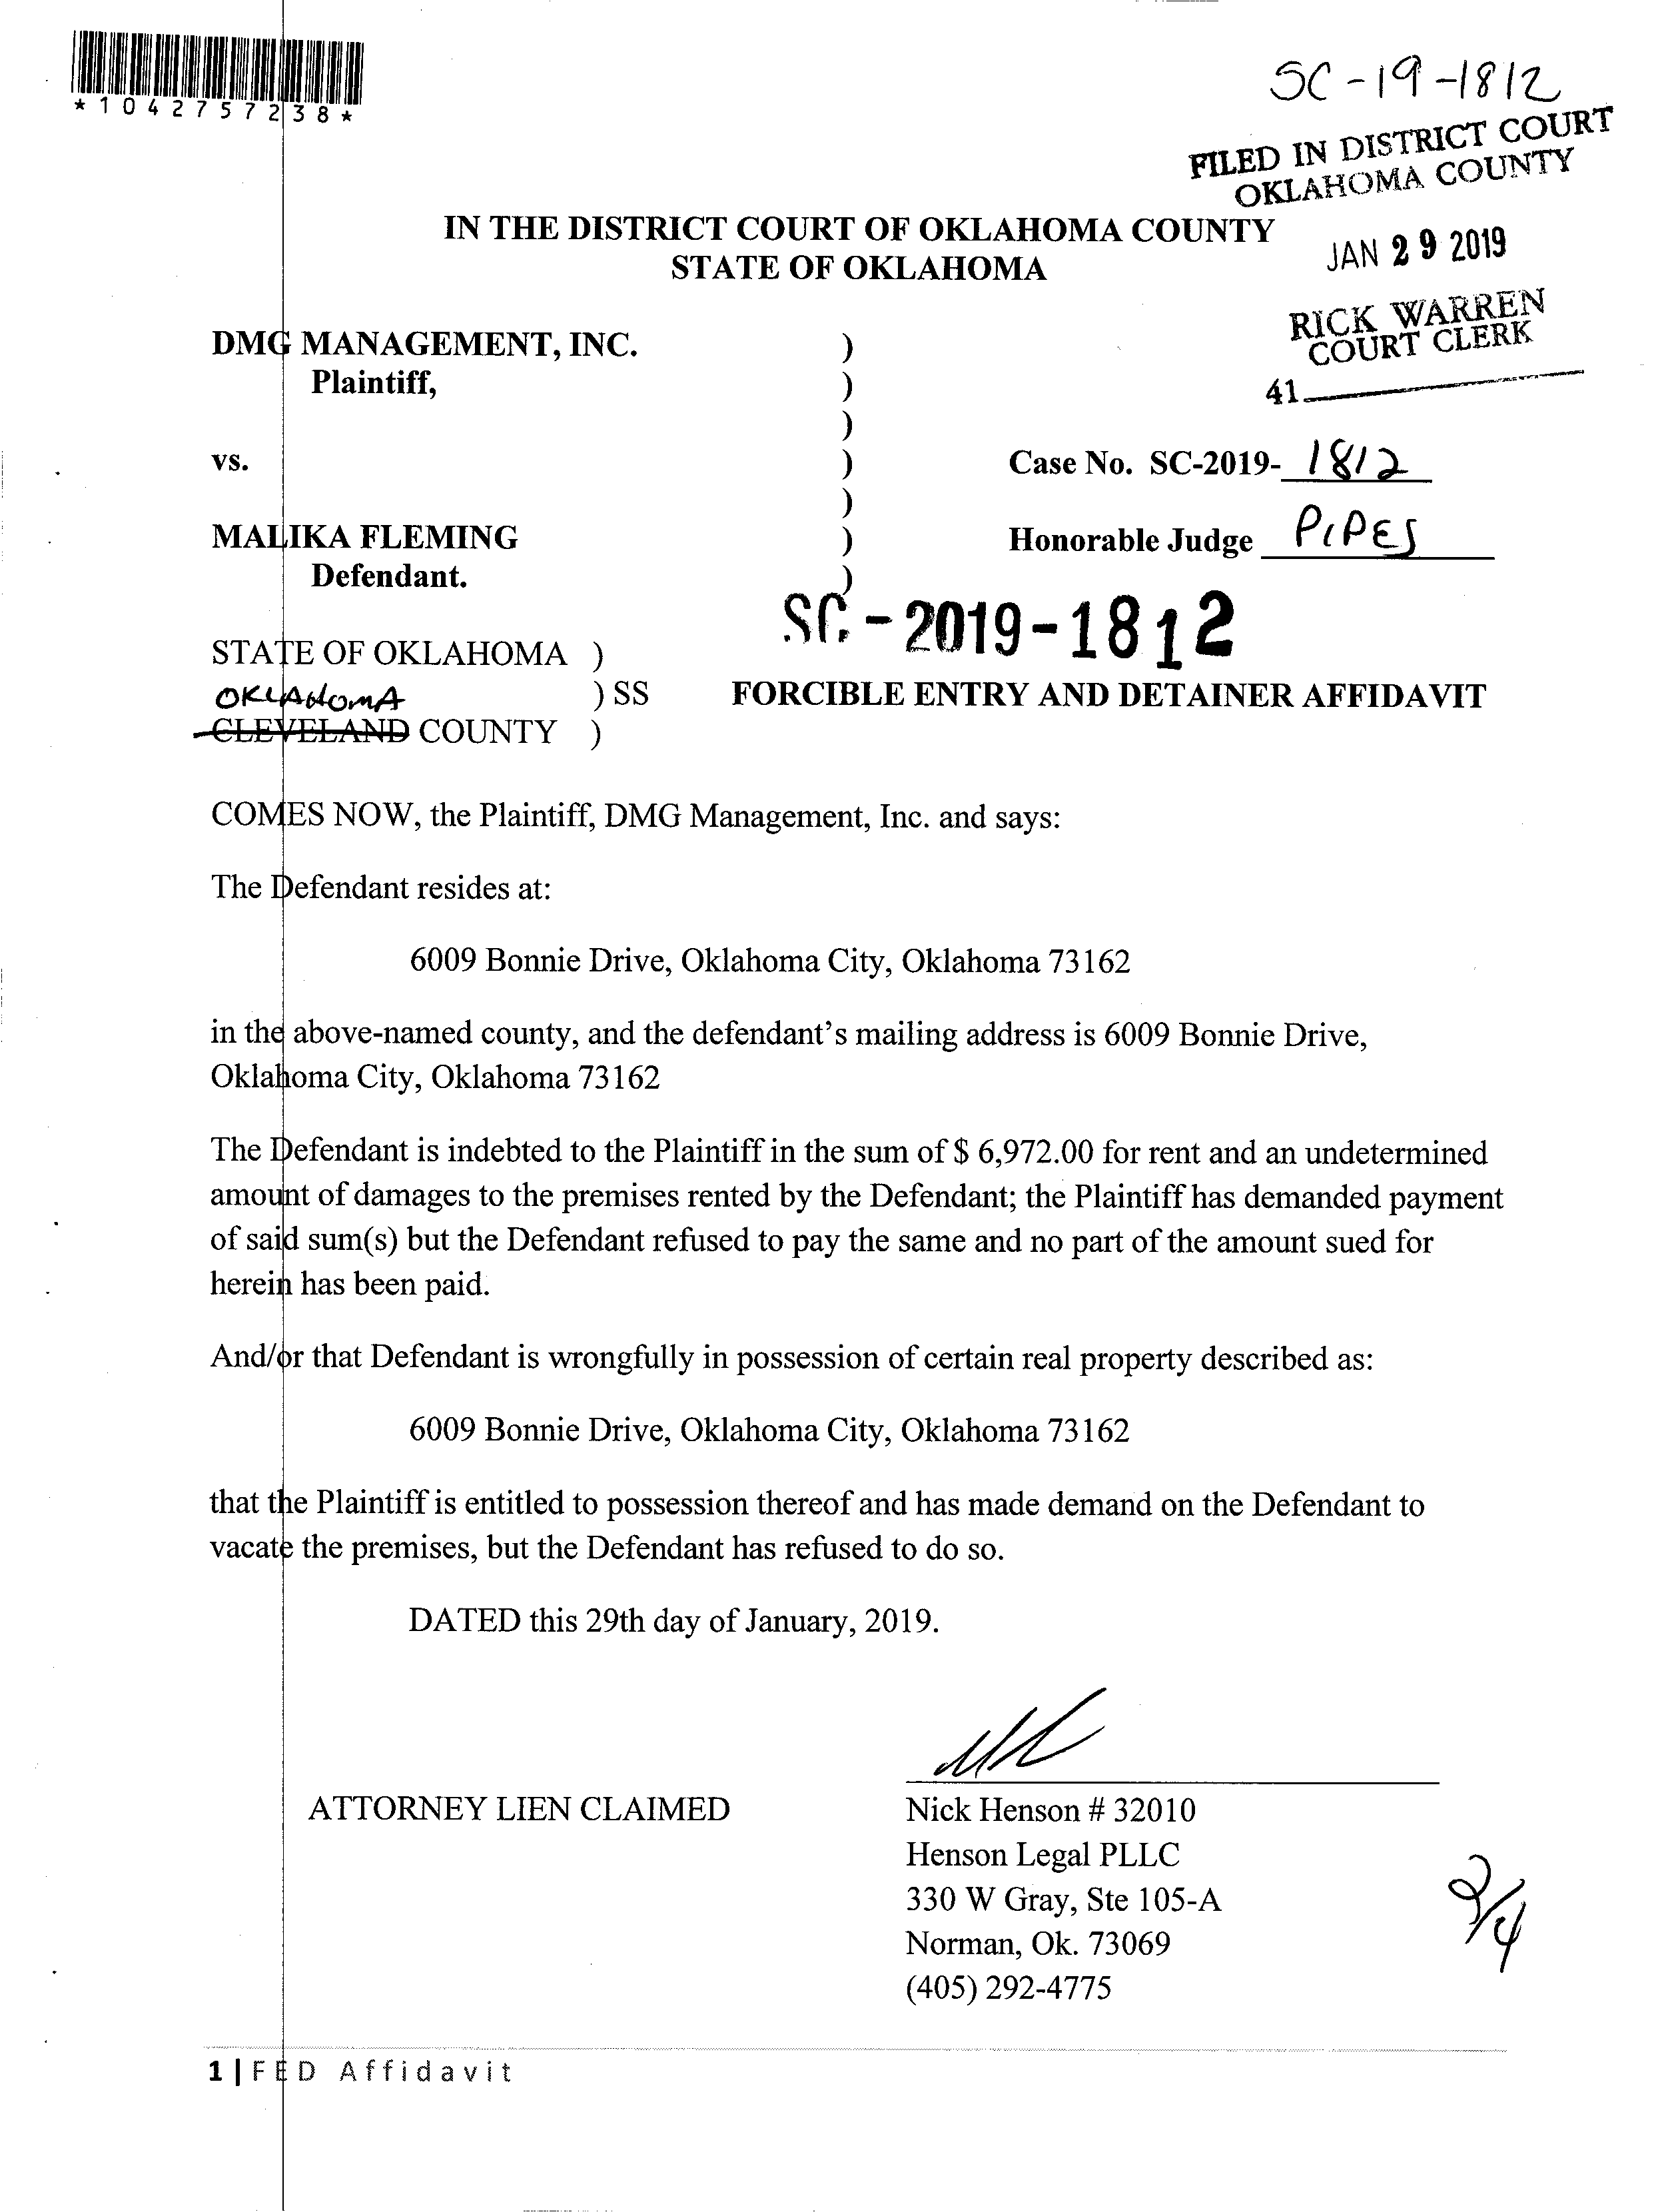 *1042757238*
SC-19-1812
FILED IN DISTRICT COURT
OKLAHOMA COUNTY
IN THE DISTRICT COURT OF OKLAHOMA COUNTY
STATE OF OKLAHOMA
JAN 29 2019
RICK WARREN
COURT CLERK
41
DMG MANAGEMENT, INC. )
Plaintiff, )
)
vs. ) Case No. SC-2019- 1812
)
MALIKA FLEMING ) Honorable Judge PIPES
Defendant. )
SC-2019-1812
STATE OF OKLAHOMA )
OKLAHOMA ) SS FORCIBLE ENTRY AND DETAINER AFFIDAVIT
CLEVELAND COUNTY )
COMES NOW, the Plaintiff, DMG Management, Inc. and says:
The Defendant resides at:
6009 Bonnie Drive, Oklahoma City, Oklahoma 73162
in the above-named county, and the defendant's mailing address is 6009 Bonnie Drive,
Oklahoma City, Oklahoma 73162
The Defendant is indebted to the Plaintiff in the sum of $ 6,972.00 for rent and an undetermined
amount of damages to the premises rented by the Defendant; the Plaintiff has demanded payment
of said sum(s) but the Defendant refused to pay the same and no part of the amount sued for
herein has been paid.
And/or that Defendant is wrongfully in possession of certain real property described as:
6009 Bonnie Drive, Oklahoma City, Oklahoma 73162
that the Plaintiff is entitled to possession thereof and has made demand on the Defendant to
vacate the premises, but the Defendant has refused to do so.
DATED this 29th day of January, 2019.
ATTORNEY LIEN CLAIMED
Nick Henson # 32010
Henson Legal PLLC
330 W Gray, Ste 105-A
Norman, Ok. 73069
(405) 292-4775
2/4
1 | FED Affidavit